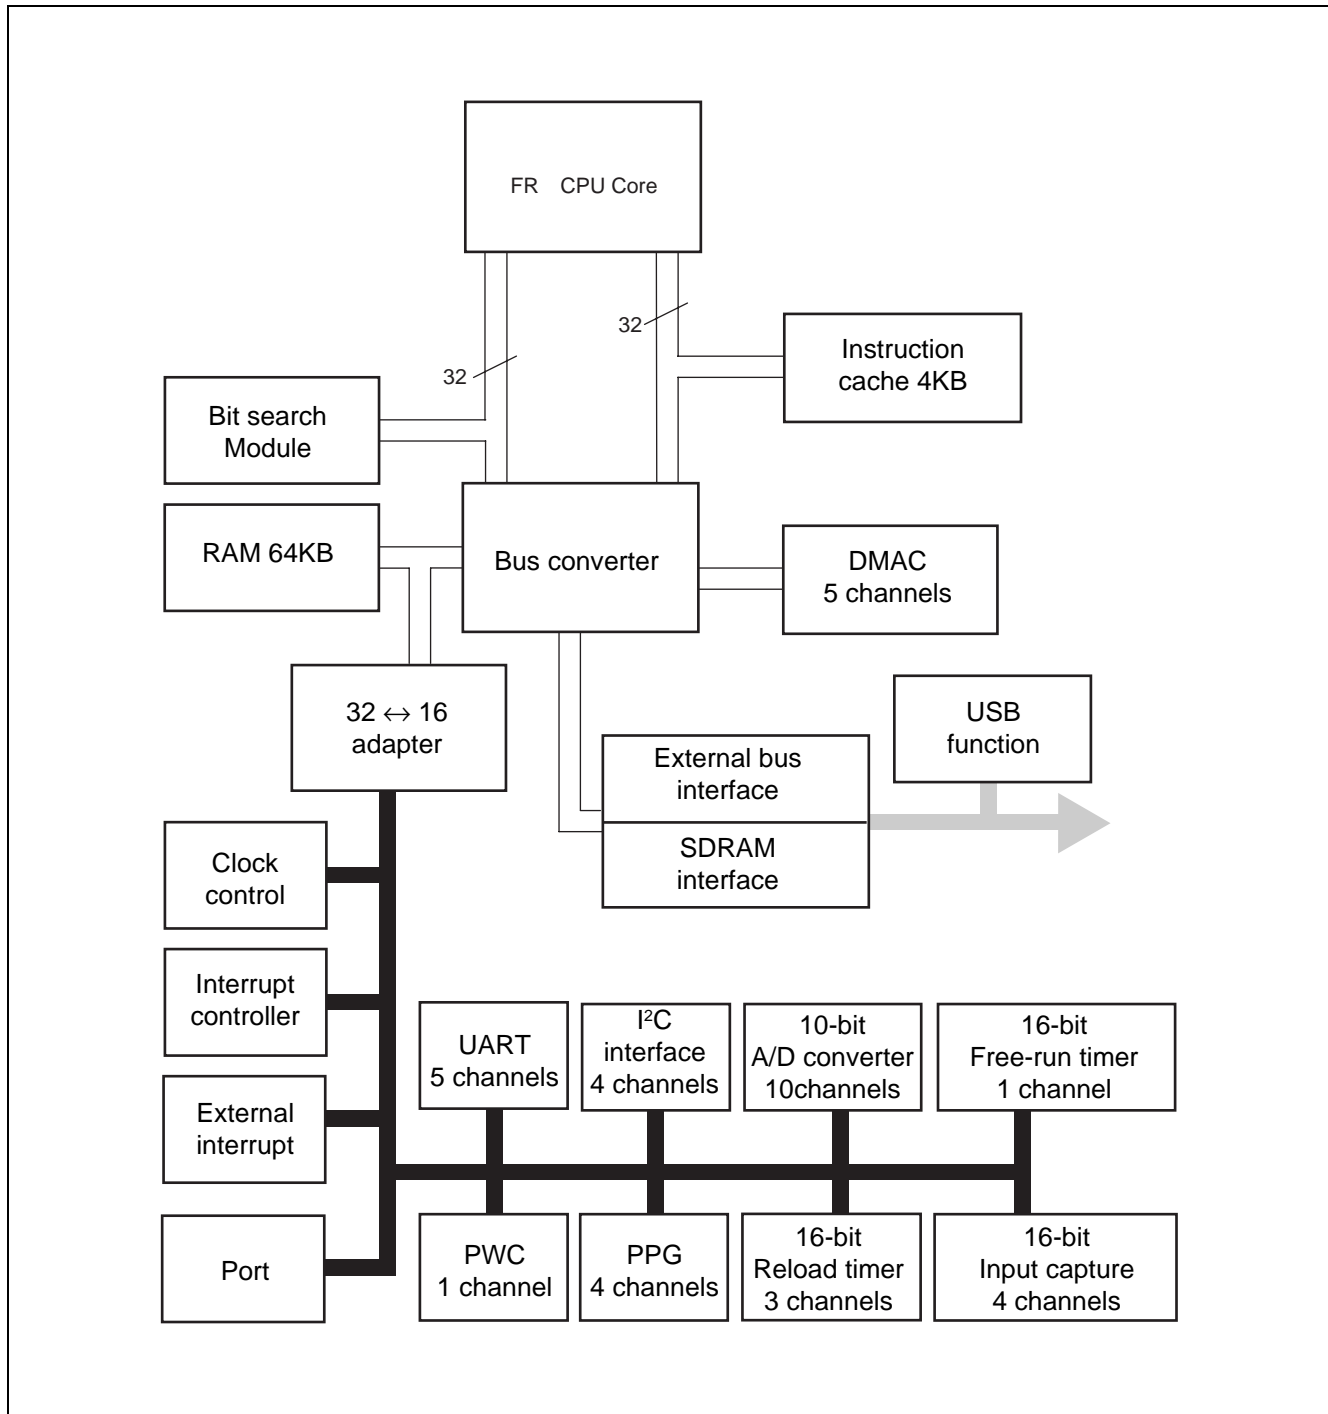 FR CPU Core
32
32
Instruction
cache 4KB
Bit search
Module
RAM 64KB
Bus converter
DMAC
5 channels
32 ↔ 16
adapter
USB
function
External bus
interface
SDRAM
interface
Clock
control
Interrupt
controller
External
interrupt
Port
UART
5 channels
I²C
interface
4 channels
10-bit
A/D converter
10channels
16-bit
Free-run timer
1 channel
PWC
1 channel
PPG
4 channels
16-bit
Reload timer
3 channels
16-bit
Input capture
4 channels